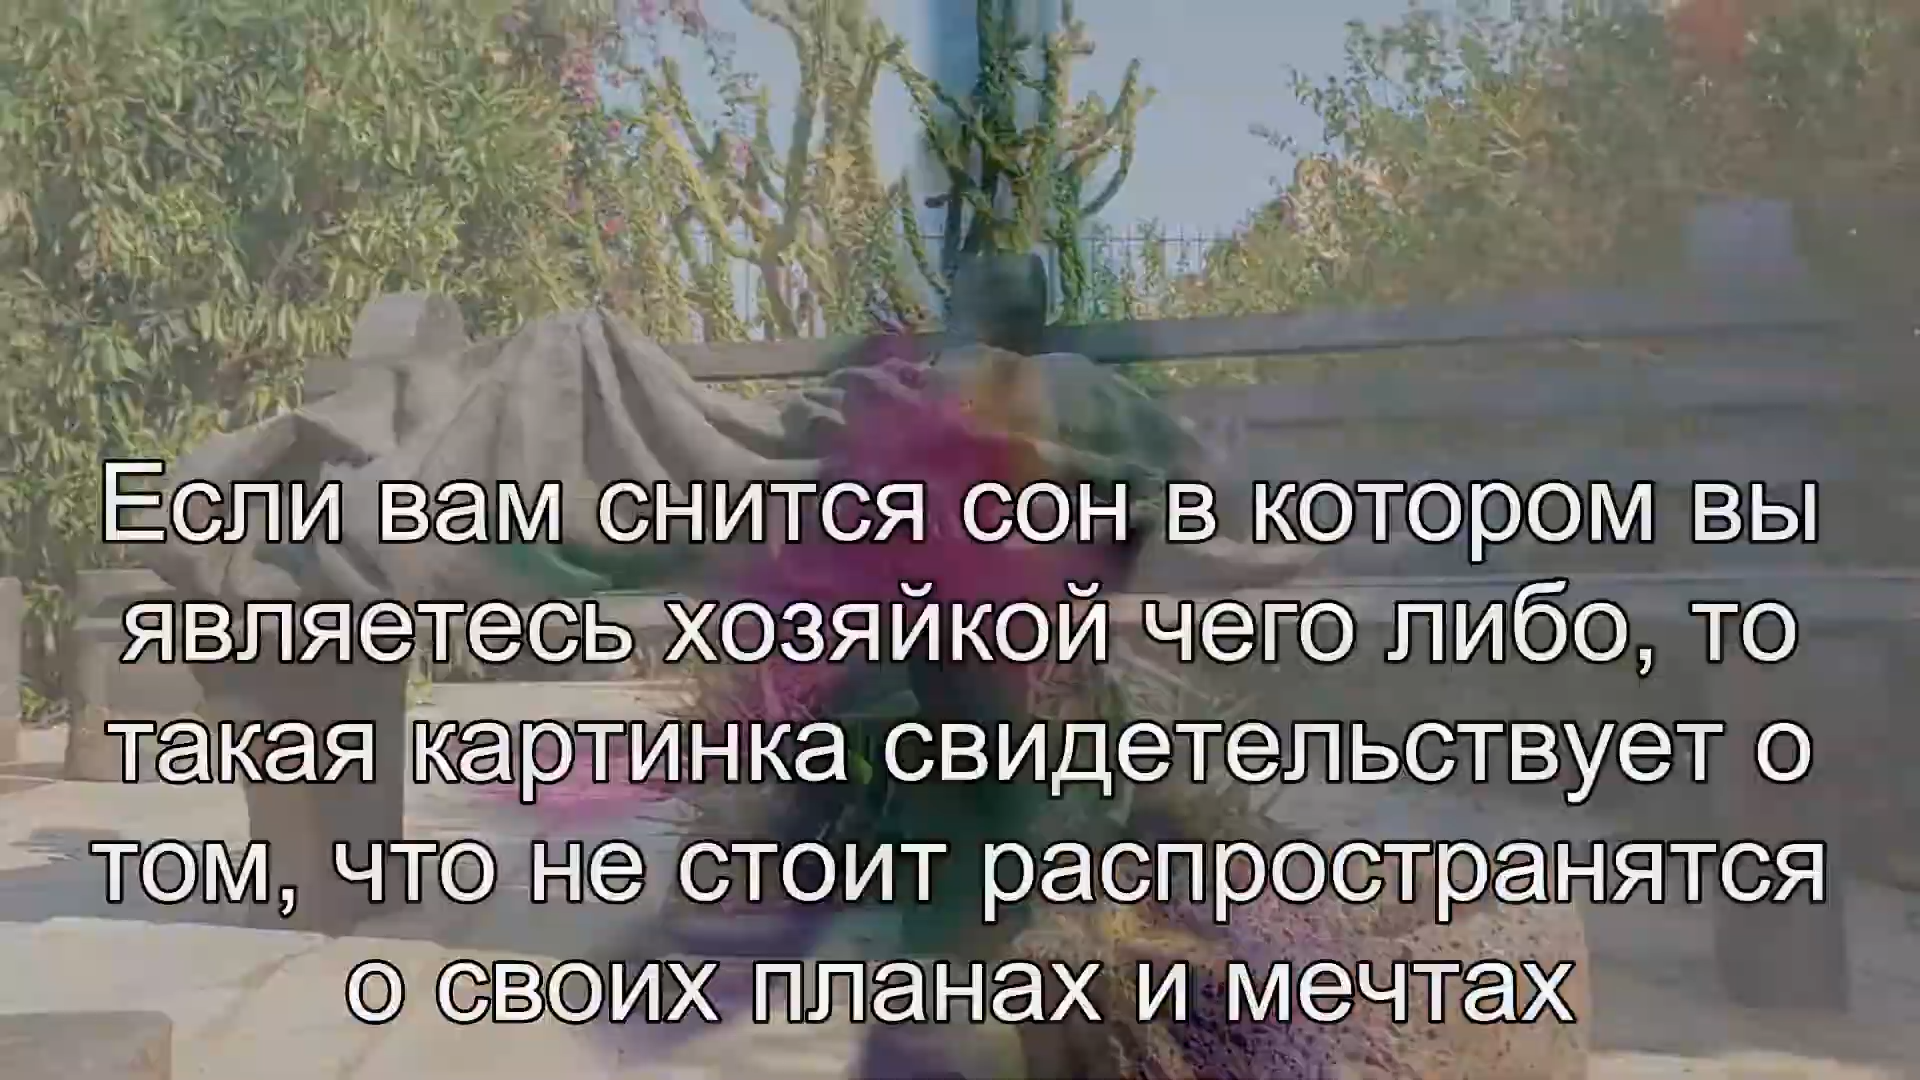 Если вам снится сон в котором вы
являетесь хозяйкой чего либо, то
такая картинка свидетельствует о
том, что не стоит распространятся
о своих планах и мечтах